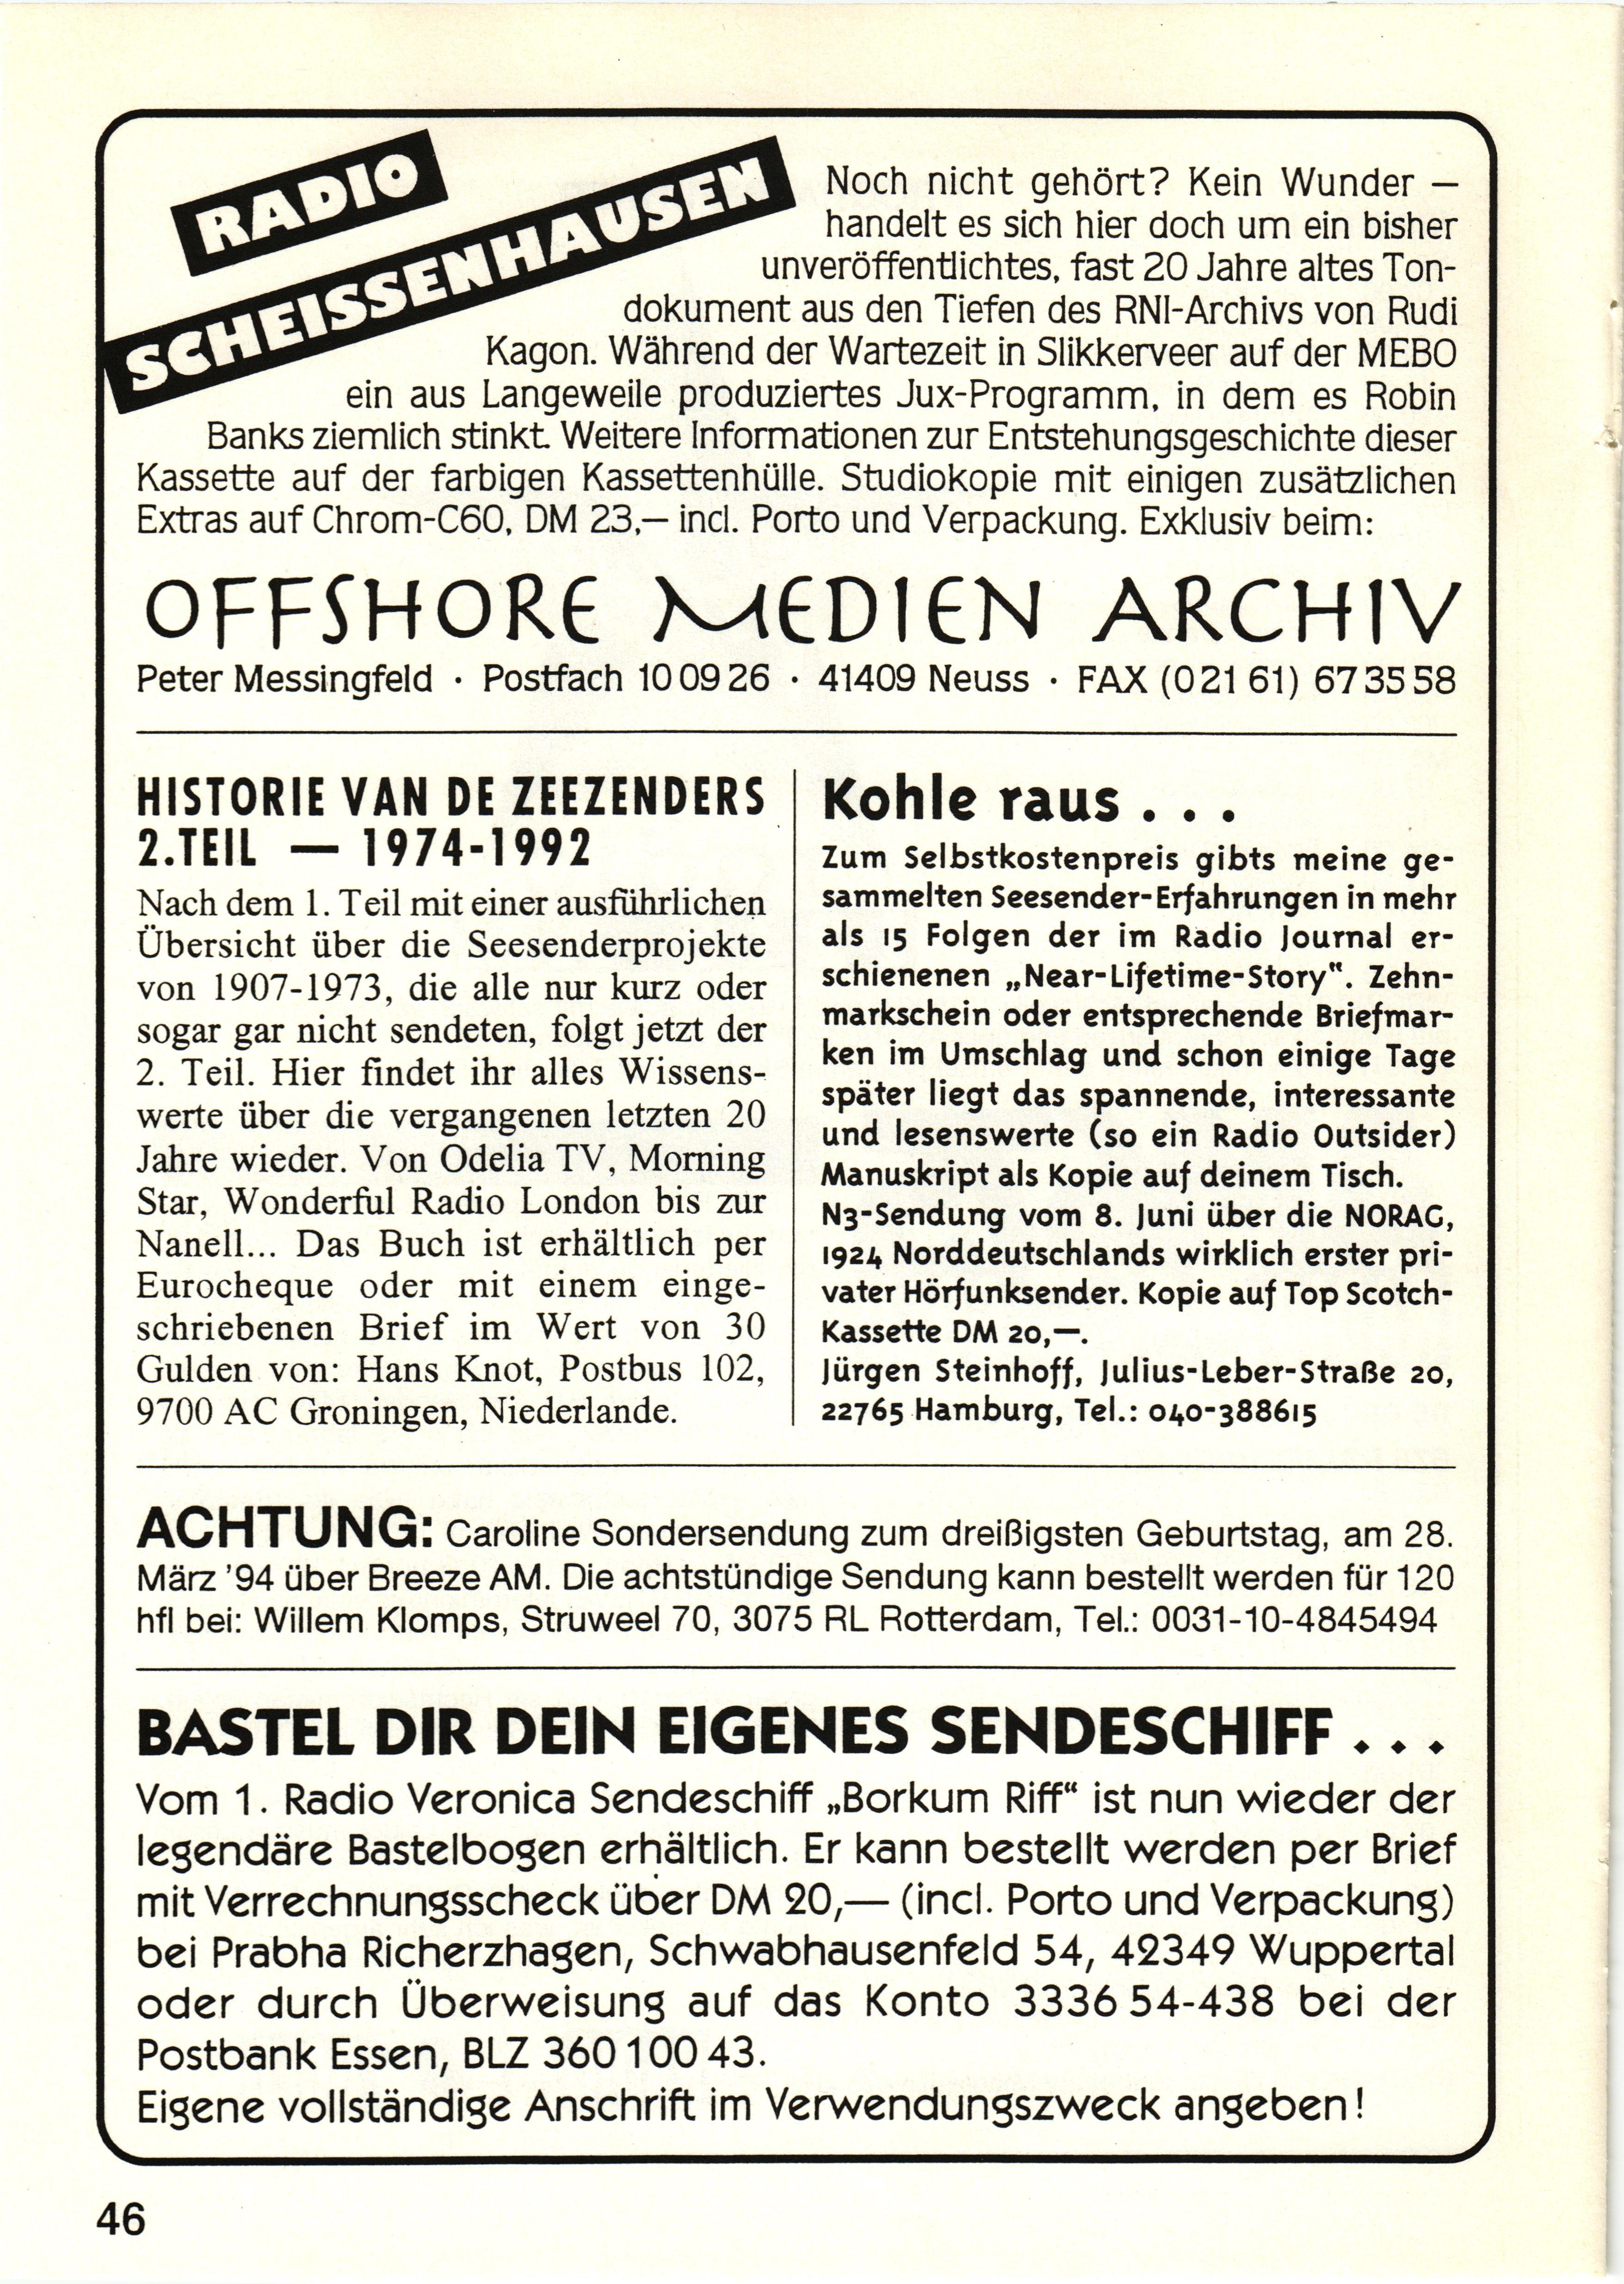 RADIO
SCHEISSENHAUSEN
Noch nicht gehört? Kein Wunder –
handelt es sich hier doch um ein bisher
unveröffentlichtes, fast 20 Jahre altes Ton-
dokument aus den Tiefen des RNI-Archivs von Rudi
Kagon. Während der Wartezeit in Slikkerveer auf der MEBO
ein aus Langeweile produziertes Jux-Programm, in dem es Robin
Banks ziemlich stinkt. Weitere Informationen zur Entstehungsgeschichte dieser
Kassette auf der farbigen Kassettenhülle. Studiokopie mit einigen zusätzlichen
Extras auf Chrom-C60, DM 23,– incl. Porto und Verpackung. Exklusiv beim:
OFFSHORE MEDIEN ARCHIV
Peter Messingfeld · Postfach 10 09 26 · 41409 Neuss · FAX (0 21 61) 67 35 58
HISTORIE VAN DE ZEEZENDERS
2.TEIL — 1974-1992
Nach dem 1. Teil mit einer ausführlichen
Übersicht über die Seesenderprojekte
von 1907-1973, die alle nur kurz oder
sogar gar nicht sendeten, folgt jetzt der
2. Teil. Hier findet ihr alles Wissens-
werte über die vergangenen letzten 20
Jahre wieder. Von Odelia TV, Morning
Star, Wonderful Radio London bis zur
Nanell... Das Buch ist erhältlich per
Eurocheque oder mit einem einge-
schriebenen Brief im Wert von 30
Gulden von: Hans Knot, Postbus 102,
9700 AC Groningen, Niederlande.
Kohle raus . . .
Zum Selbstkostenpreis gibts meine ge-
sammelten Seesender-Erfahrungen in mehr
als 15 Folgen der im Radio Journal er-
schienenen „Near-Lifetime-Story". Zehn-
markschein oder entsprechende Briefmar-
ken im Umschlag und schon einige Tage
später liegt das spannende, interessante
und lesenswerte (so ein Radio Outsider)
Manuskript als Kopie auf deinem Tisch.
N3-Sendung vom 8. Juni über die NORAG,
1924 Norddeutschlands wirklich erster pri-
vater Hörfunksender. Kopie auf Top Scotch-
Kassette DM 20,–.
Jürgen Steinhoff, Julius-Leber-Straße 20,
22765 Hamburg, Tel.: 040-388615
ACHTUNG: Caroline Sondersendung zum dreißigsten Geburtstag, am 28.
März '94 über Breeze AM. Die achtstündige Sendung kann bestellt werden für 120
hfl bei: Willem Klomps, Struweel 70, 3075 RL Rotterdam, Tel.: 0031-10-4845494
BASTEL DIR DEIN EIGENES SENDESCHIFF . . .
Vom 1. Radio Veronica Sendeschiff „Borkum Riff“ ist nun wieder der
legendäre Bastelbogen erhältlich. Er kann bestellt werden per Brief
mit Verrechnungsscheck über DM 20,— (incl. Porto und Verpackung)
bei Prabha Richerzhagen, Schwabhausenfeld 54, 42349 Wuppertal
oder durch Überweisung auf das Konto 3336 54-438 bei der
Postbank Essen, BLZ 360 100 43.
Eigene vollständige Anschrift im Verwendungszweck angeben!
46